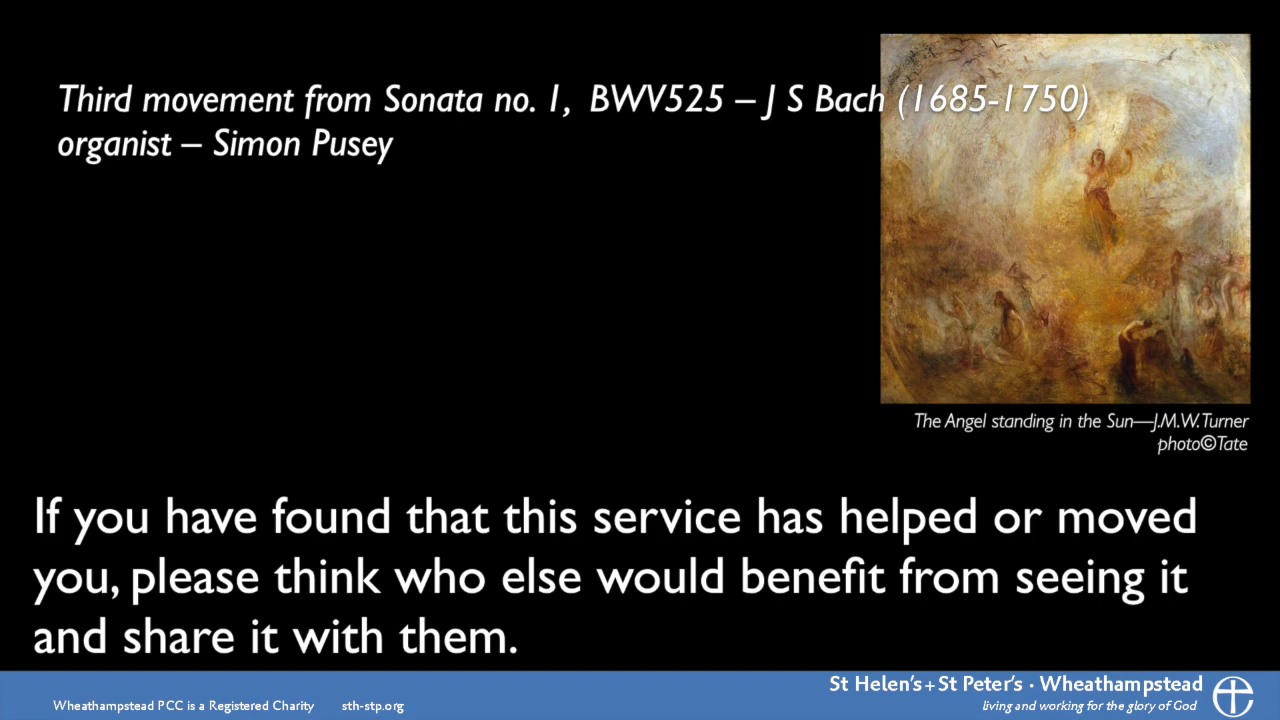 Third movement from Sonata no. 1, BWV525 – J S Bach (1685-1750)
organist – Simon Pusey
The Angel standing in the Sun—J.M.W. Turner
photo©Tate
If you have found that this service has helped or moved
you, please think who else would benefit from seeing it
and share it with them.
St Helen's + St Peter's · Wheathampstead
living and working for the glory of God
Wheathampstead PCC is a Registered Charity sth-stp.org